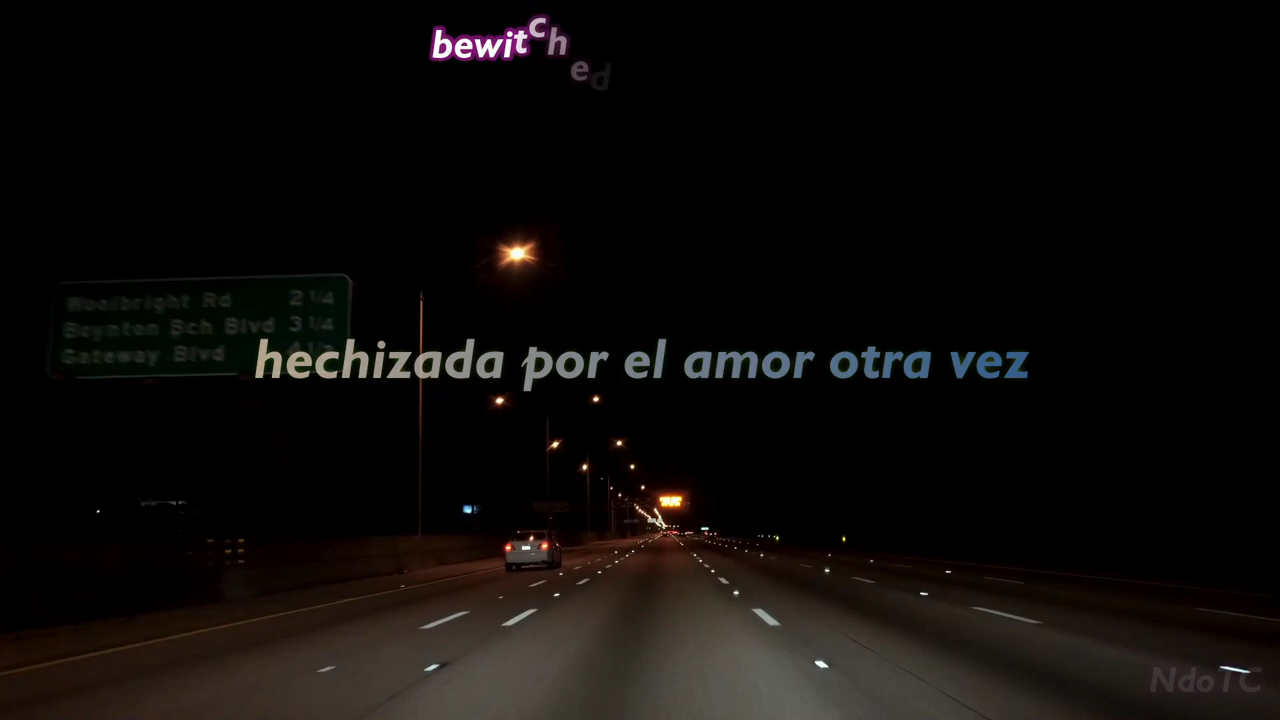 bewitched
Woolbright Rd 2 1/4
Boynton Bch Blvd 3 1/4
Gateway Blvd
hechizada por el amor otra vez
NdoTC